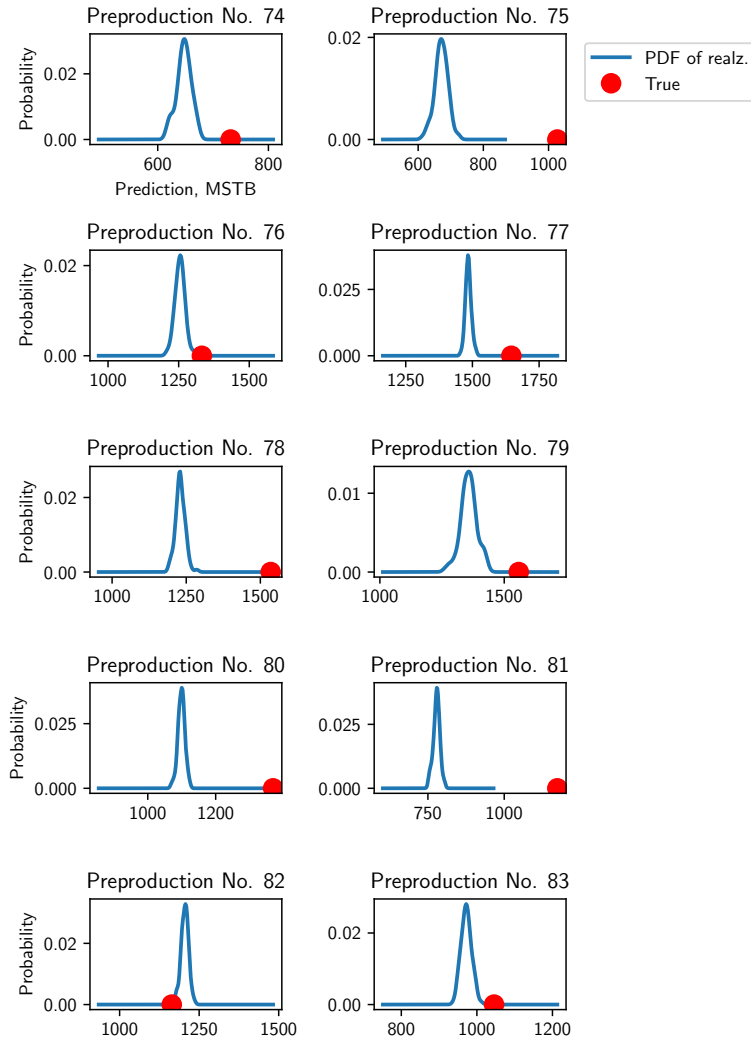 Preproduction No. 74
Preproduction No. 75
PDF of realz.
True
Probability
0.02
0.00
600
800
Prediction, MSTB
0.02
0.00
600
800
1000
Preproduction No. 76
Preproduction No. 77
Probability
0.02
0.00
1000
1250
1500
0.025
0.000
1250
1500
1750
Preproduction No. 78
Preproduction No. 79
Probability
0.02
0.00
1000
1250
1500
0.01
0.00
1000
1500
Preproduction No. 80
Preproduction No. 81
Probability
0.025
0.000
1000
1200
0.025
0.000
750
1000
Preproduction No. 82
Preproduction No. 83
Probability
0.02
0.00
1000
1250
1500
0.02
0.00
800
1000
1200